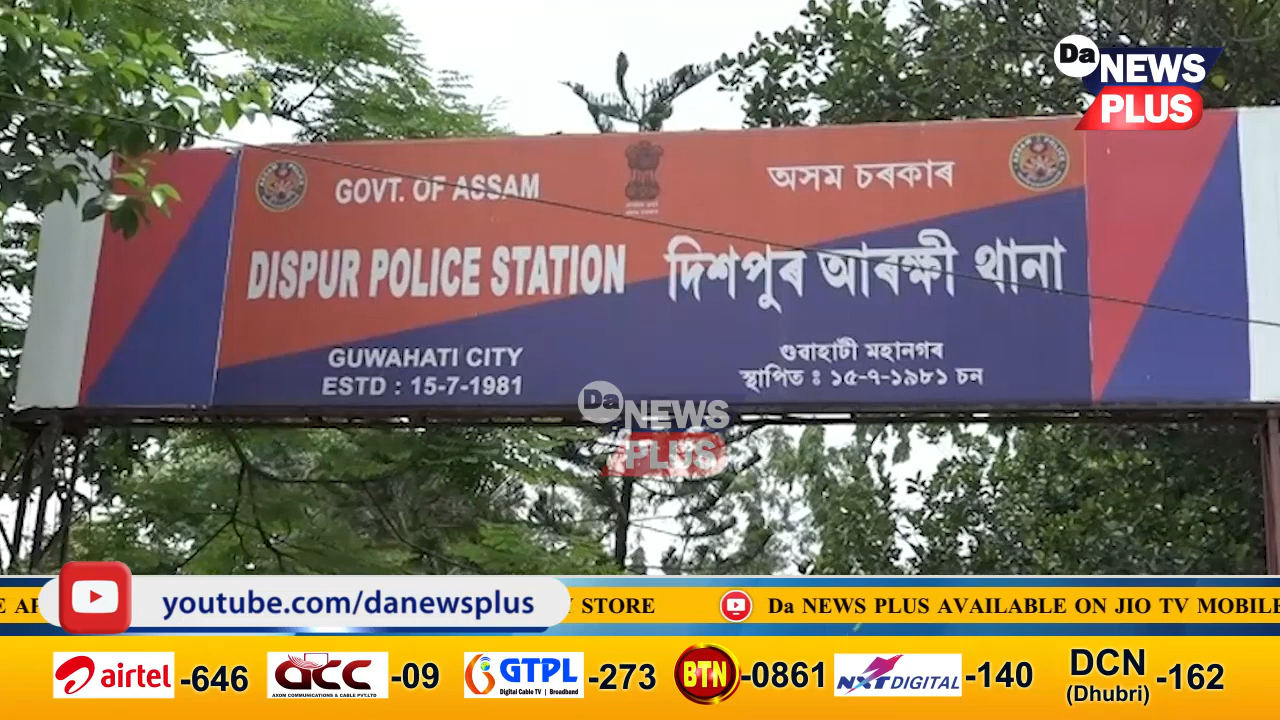 Da NEWS PLUS
GOVT. OF ASSAM
অসম চৰকাৰ
DISPUR POLICE STATION
দিশপুৰ আৰক্ষী থানা
GUWAHATI CITY
ESTD : 15-7-1981
গুৱাহাটী মহানগৰ
স্থাপিত ঃ ১৫-৭-১৯৮১ চন
Da NEWS PLUS
youtube.com/danewsplus
STORE
Da NEWS PLUS AVAILABLE ON JIO TV MOBILE
airtel -646
ACC AXON COMMUNICATIONS & CABLE PVT.LTD -09
GTPL Digital Cable TV | Broadband -273
BTN -0861
NXTDIGITAL -140
DCN (Dhubri) -162